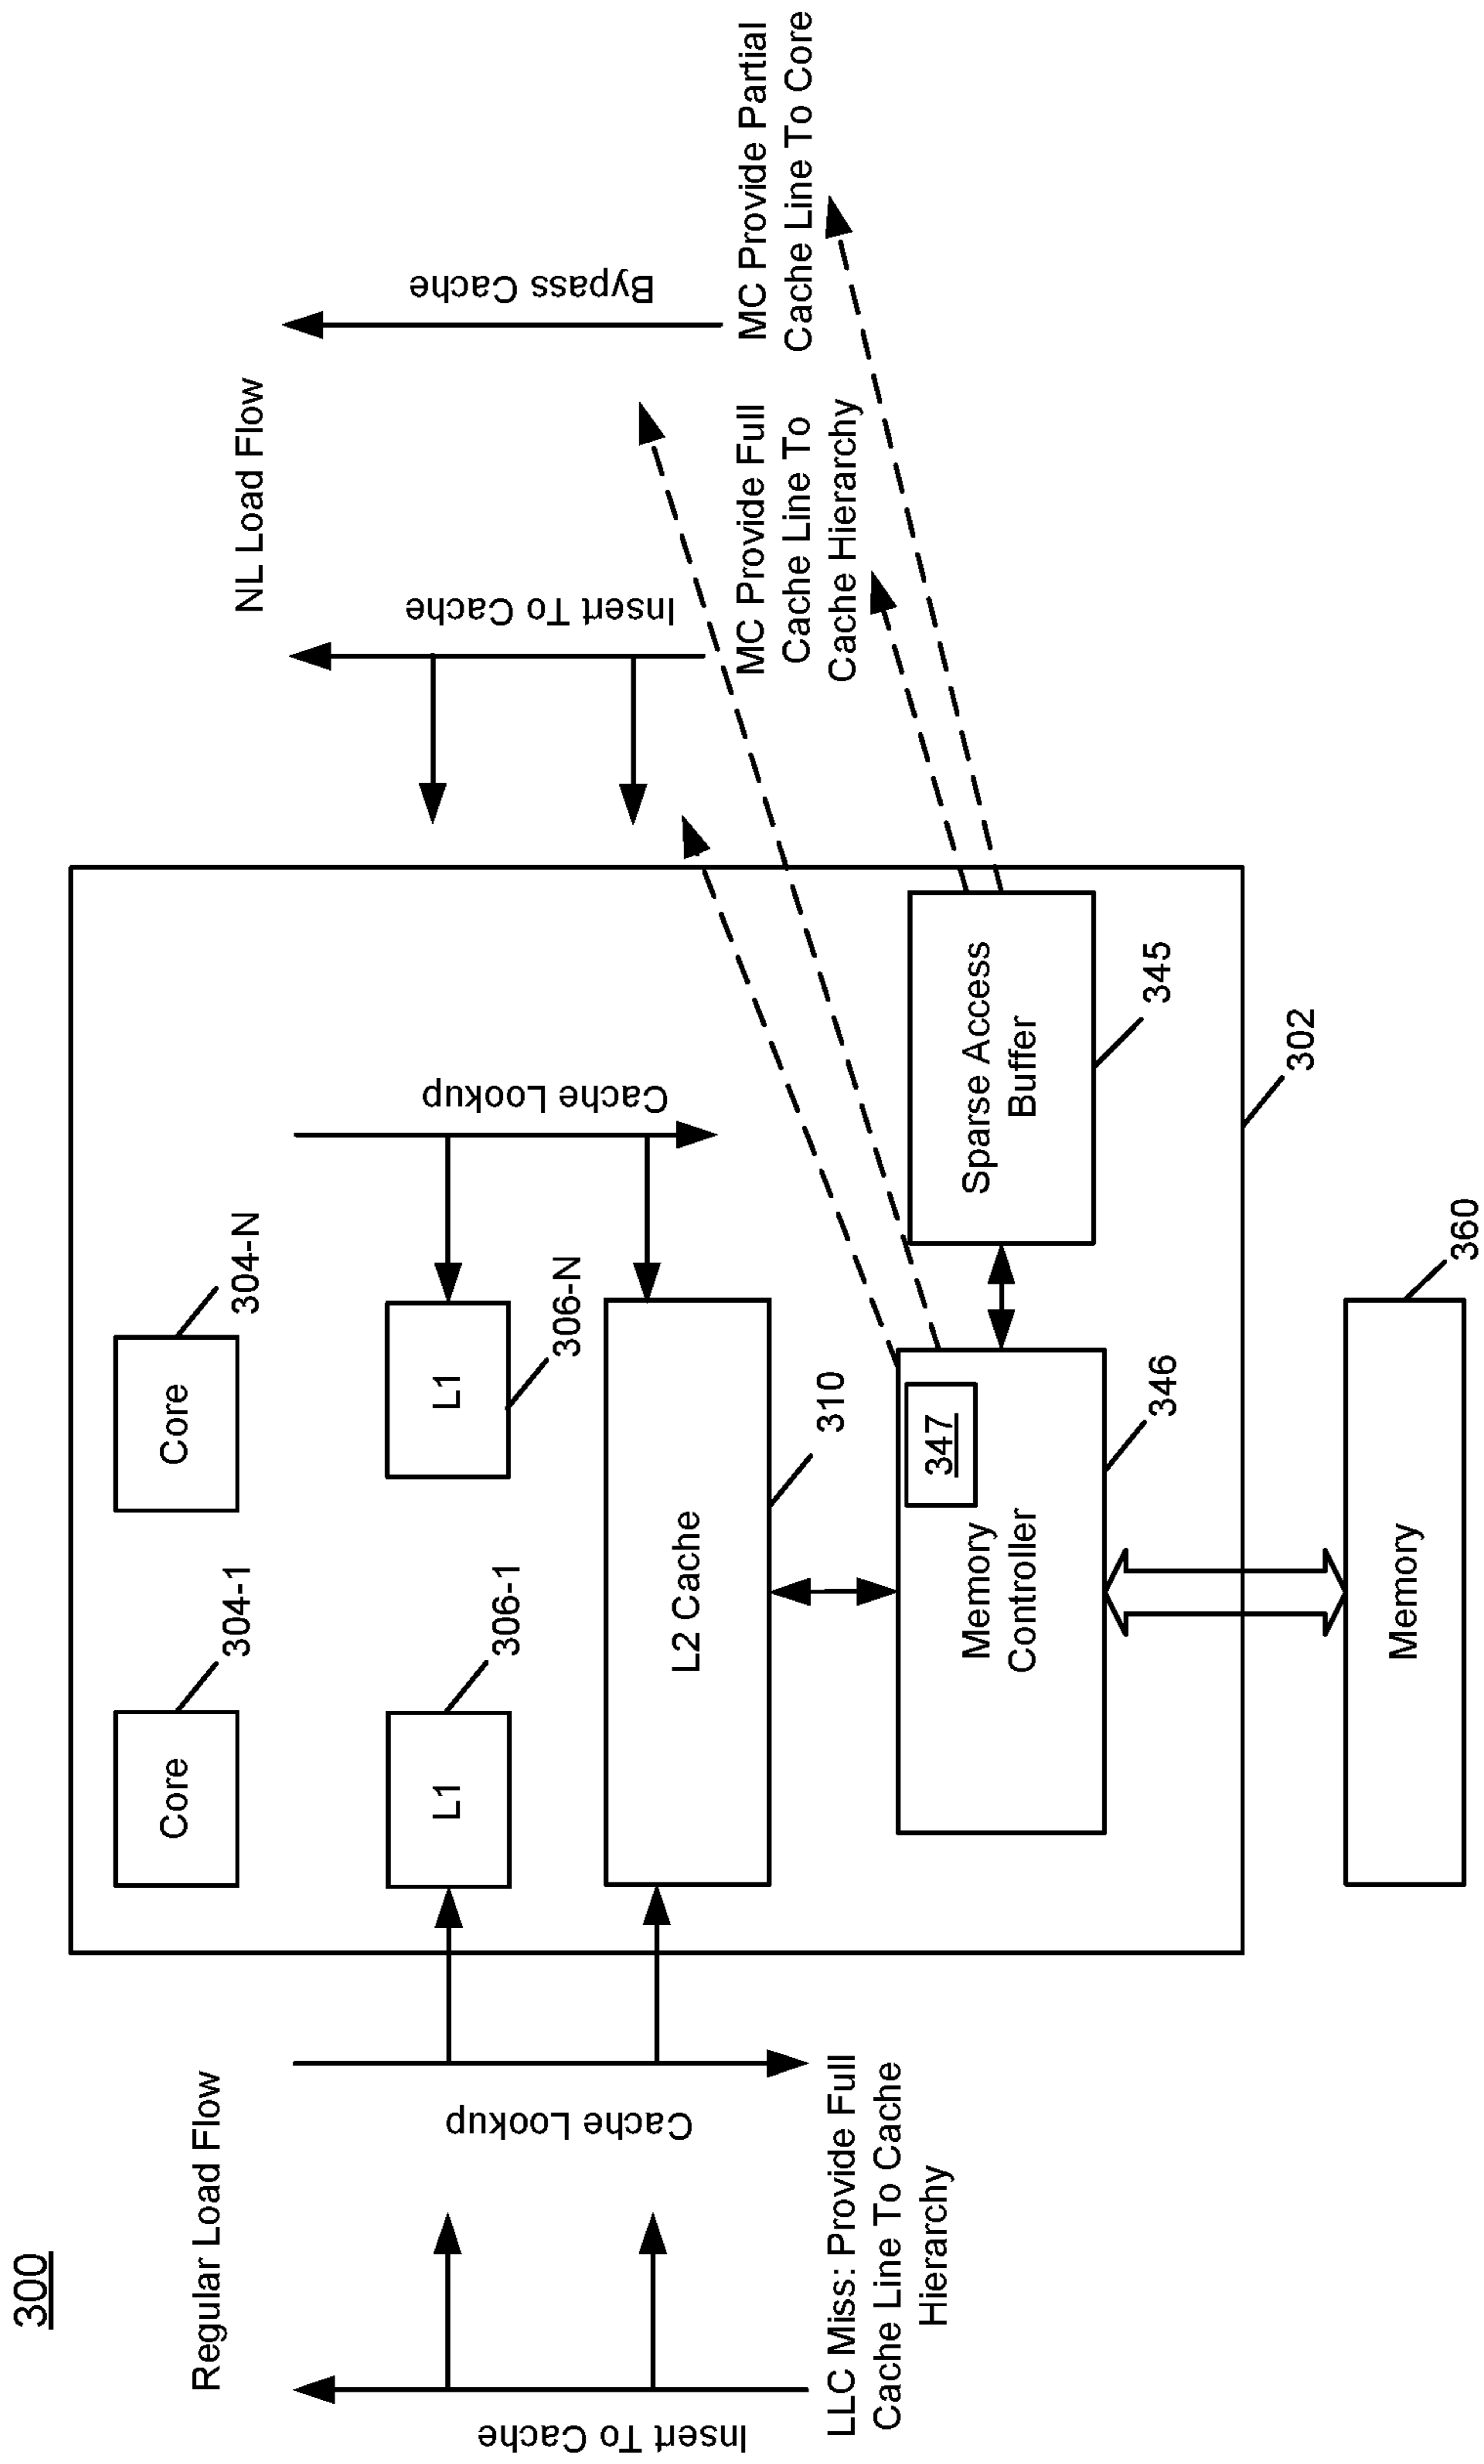 300
Regular Load Flow
Insert To Cache
Cache Lookup
LLC Miss: Provide Full
Cache Line To Cache
Hierarchy
Core
304-1
Core
304-N
L1
306-1
L1
306-N
Cache Lookup
L2 Cache
310
Memory
Controller
347
346
Sparse Access
Buffer
345
302
Memory
360
NL Load Flow
Insert To Cache
Bypass Cache
MC Provide Full
Cache Line To
Cache Hierarchy
MC Provide Partial
Cache Line To Core